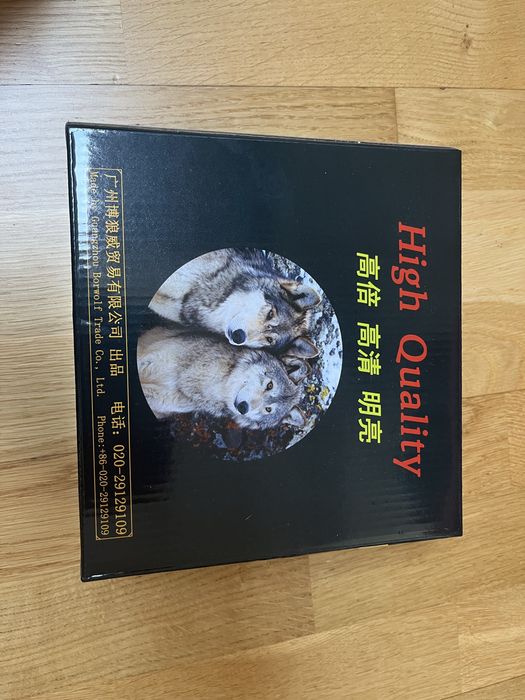 High Quality
高倍 高清 明亮
广州博狼威贸易有限公司 出品 电话: 020-29129109
Made by Guangzhou Borwolf Trade Co., Ltd. Phone:+86-020-29129109